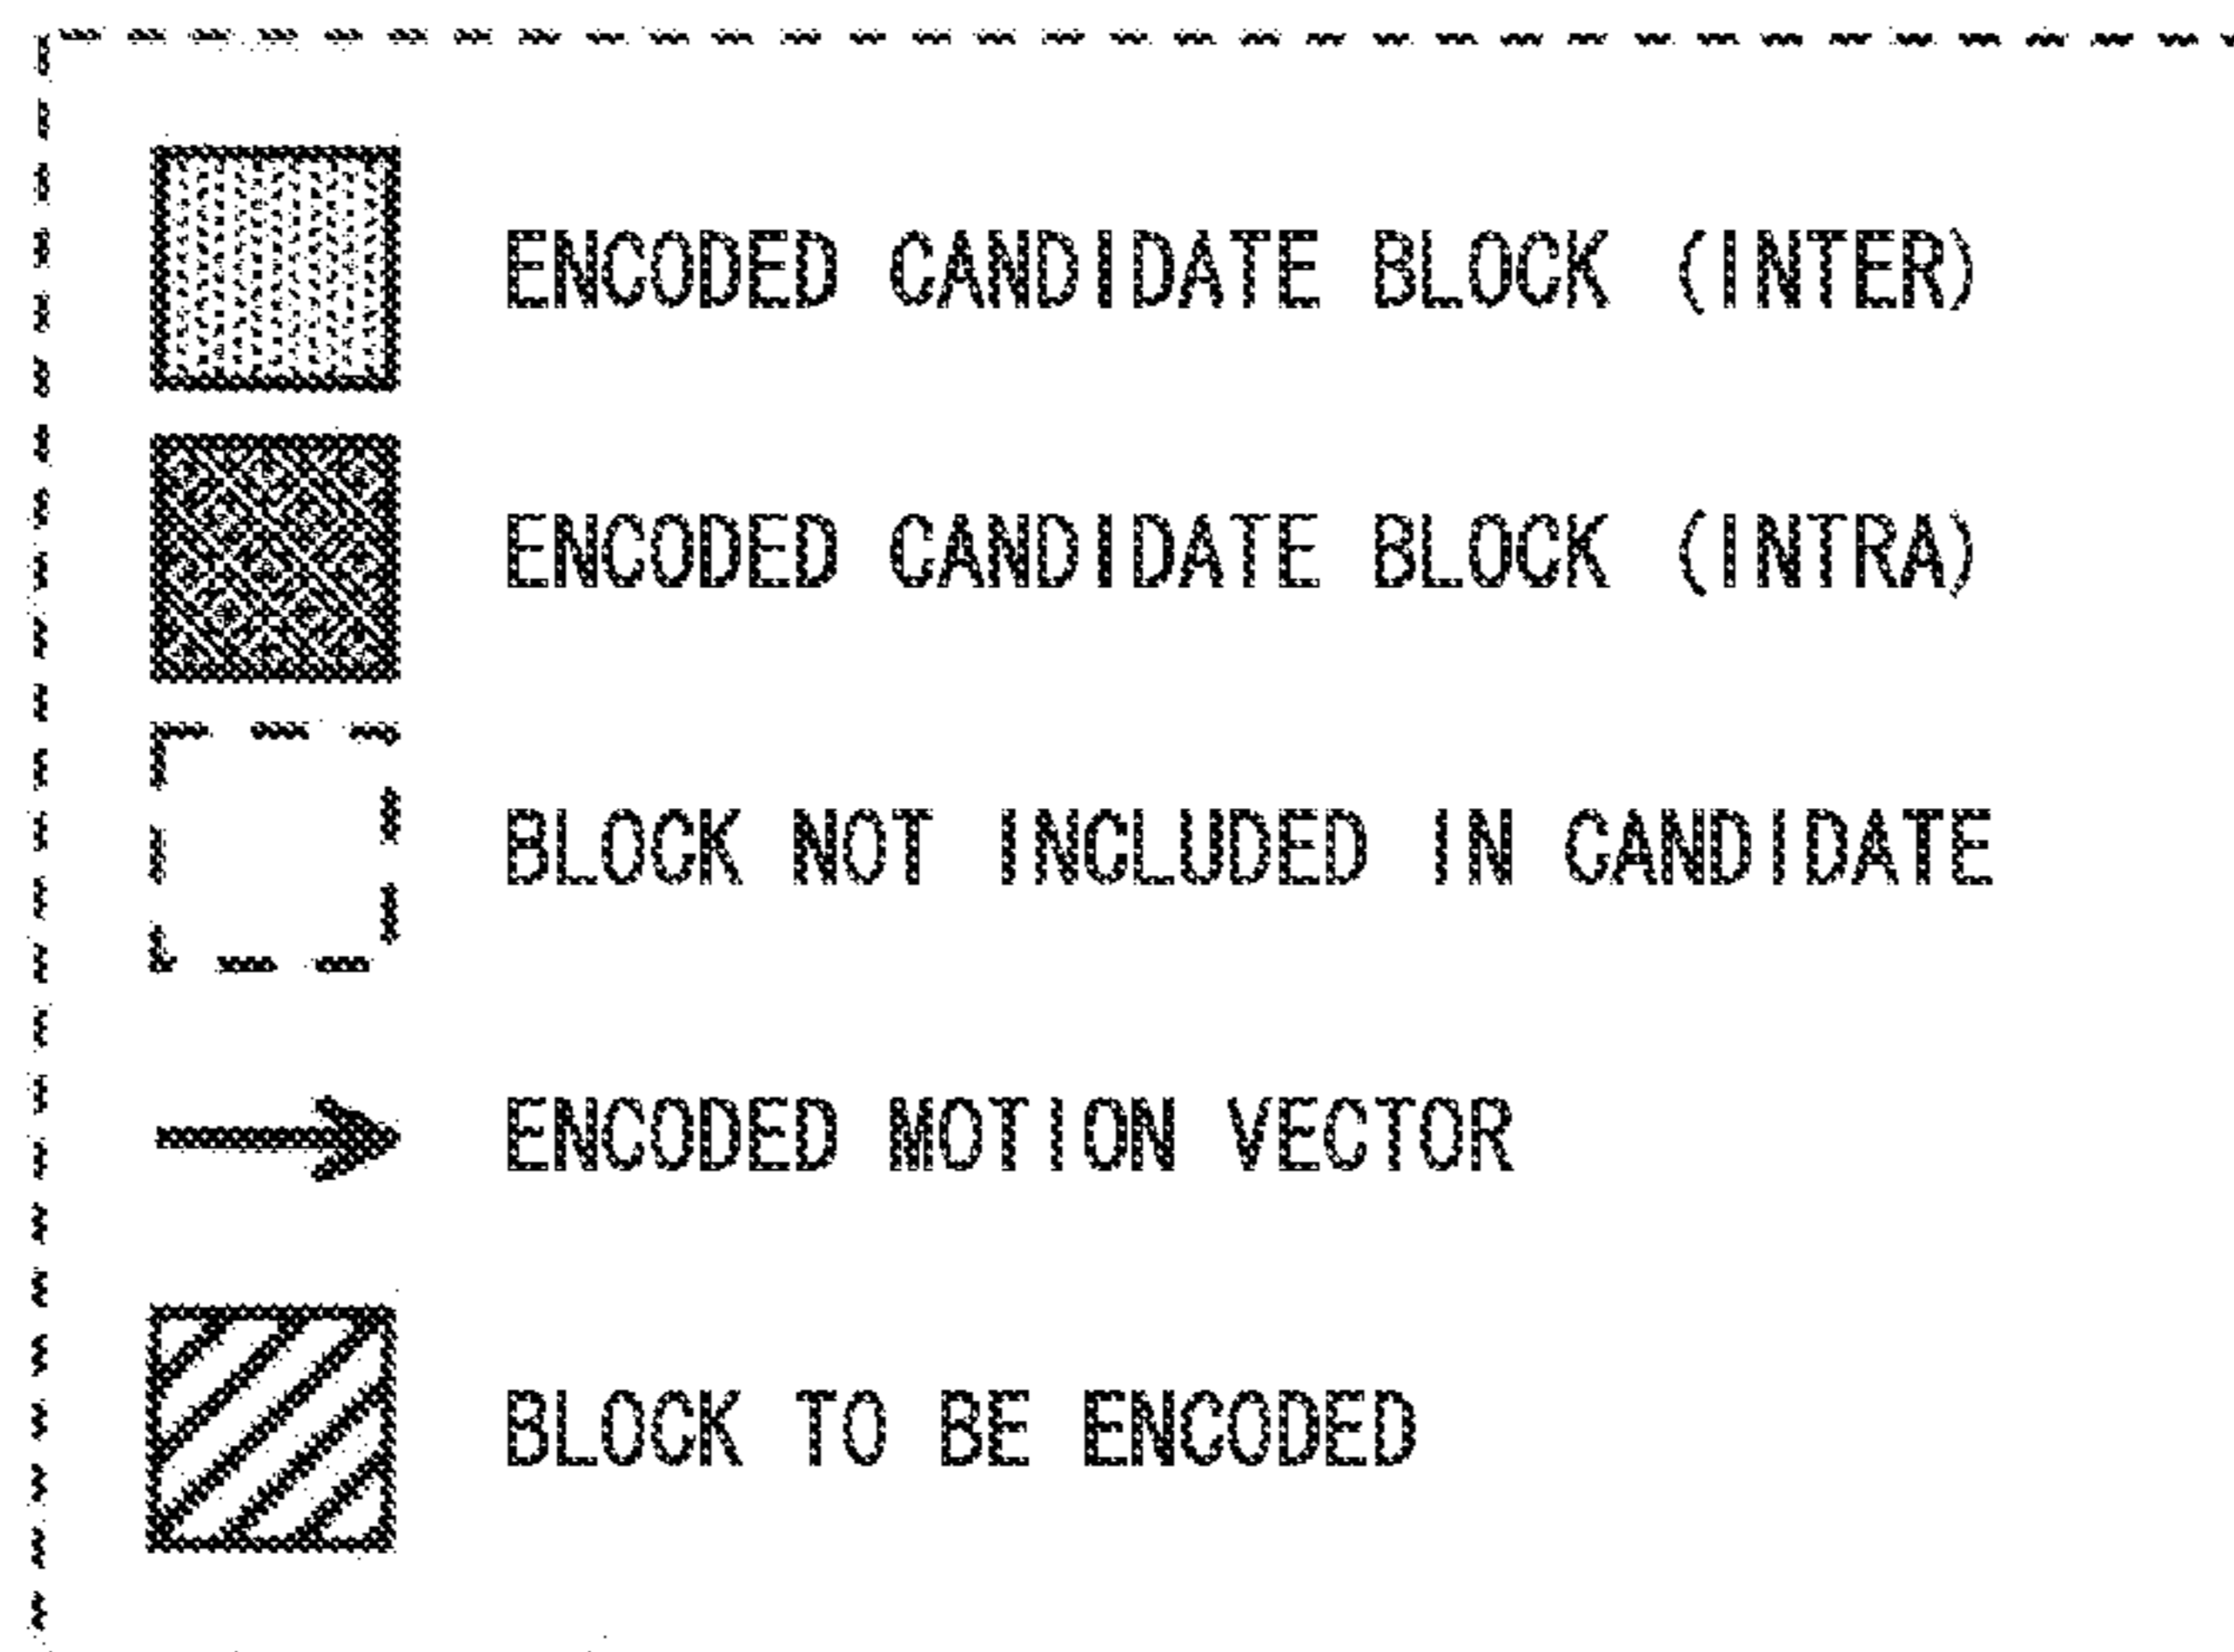 ENCODED CANDIDATE BLOCK (INTER)
ENCODED CANDIDATE BLOCK (INTRA)
BLOCK NOT INCLUDED IN CANDIDATE
ENCODED MOTION VECTOR
BLOCK TO BE ENCODED